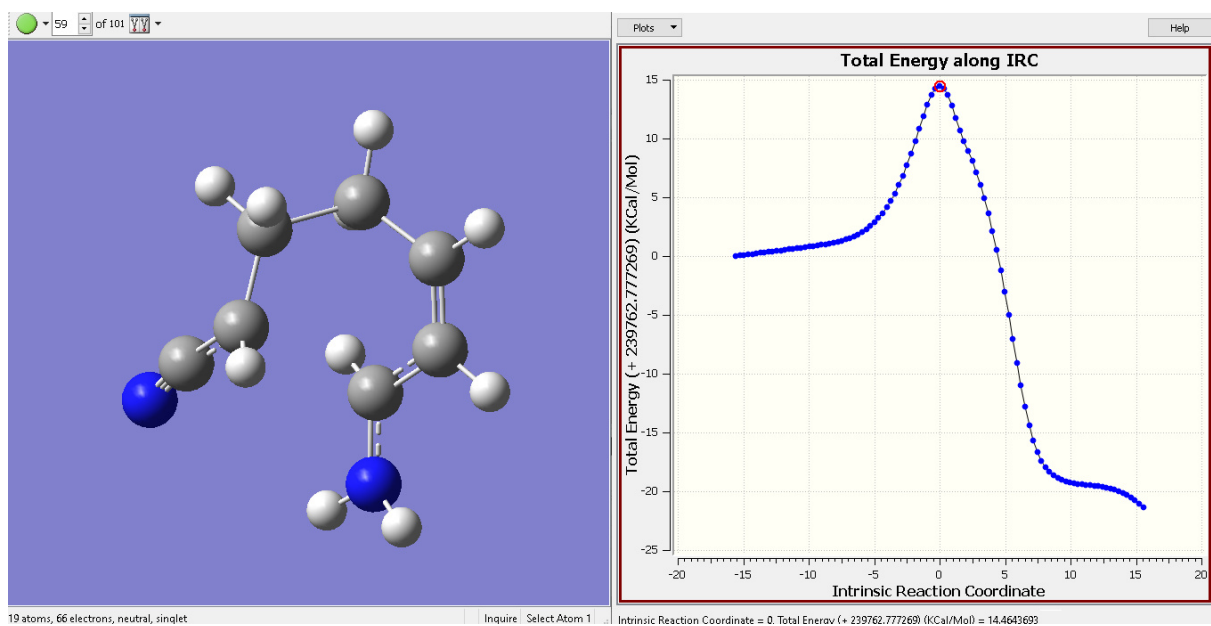 59 of 101
Plots
Help
Total Energy along IRC
Total Energy (+ 239762.777269) (KCal/Mol)
15
10
5
0
-5
-10
-15
-20
-25
-20 -15 -10 -5 0 5 10 15 20
Intrinsic Reaction Coordinate
19 atoms, 66 electrons, neutral, singlet
Inquire Select Atom 1
Intrinsic Reaction Coordinate = 0, Total Energy (+ 239762.777269) (KCal/Mol) = 14.4643693